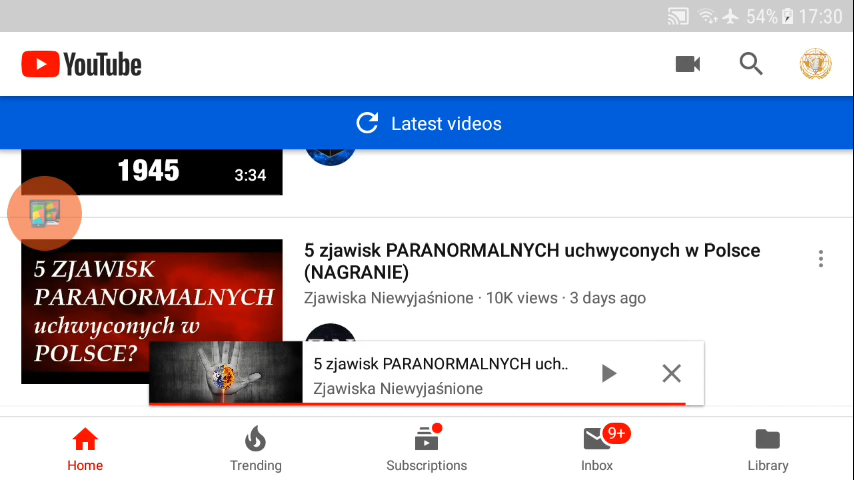 54% 17:30
YouTube
Latest videos
1945
3:34
5 ZJAWISK
PARANORMALNYCH
uchwyconych w
POLSCE?
5 zjawisk PARANORMALNYCH uchwyconych w Polsce
(NAGRANIE)
Zjawiska Niewyjaśnione · 10K views · 3 days ago
5 zjawisk PARANORMALNYCH uch..
Zjawiska Niewyjaśnione
Home
Trending
Subscriptions
9+
Inbox
Library